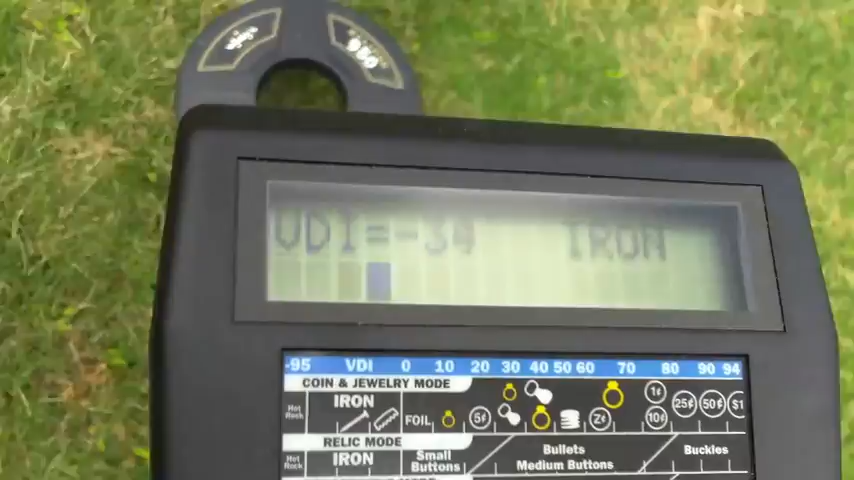 950
VDI=-34 IRON
-95 VDI 0 10 20 30 40 50 60 70 80 90 94
COIN & JEWELRY MODE
Hot Rock IRON FOIL 5¢ Z¢ 1¢ 10¢ 25¢ 50¢ $1
RELIC MODE
Hot Rock IRON Small Buttons Bullets Medium Buttons Buckles